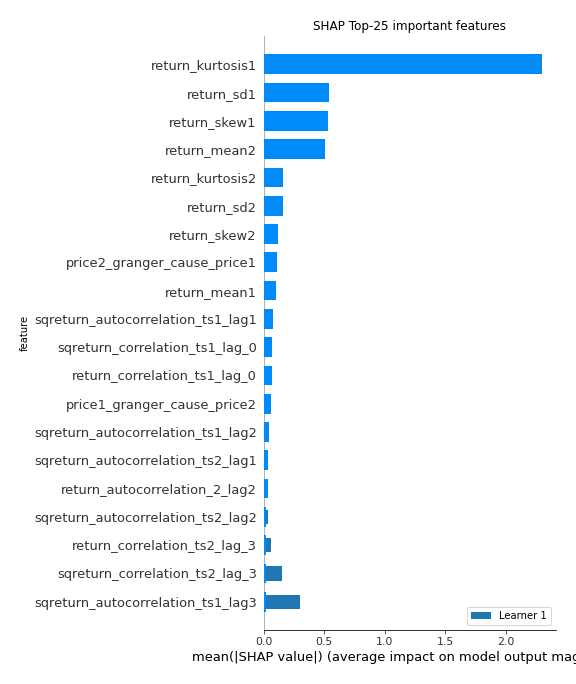 SHAP Top-25 important features
return_kurtosis1
return_sd1
return_skew1
return_mean2
return_kurtosis2
return_sd2
return_skew2
price2_granger_cause_price1
return_mean1
sqreturn_autocorrelation_ts1_lag1
sqreturn_correlation_ts1_lag_0
return_correlation_ts1_lag_0
price1_granger_cause_price2
sqreturn_autocorrelation_ts1_lag2
sqreturn_autocorrelation_ts2_lag1
return_autocorrelation_2_lag2
sqreturn_autocorrelation_ts2_lag2
return_correlation_ts2_lag_3
sqreturn_correlation_ts2_lag_3
sqreturn_autocorrelation_ts1_lag3
feature
Learner 1
0.0 0.5 1.0 1.5 2.0
mean(|SHAP value|) (average impact on model output mag